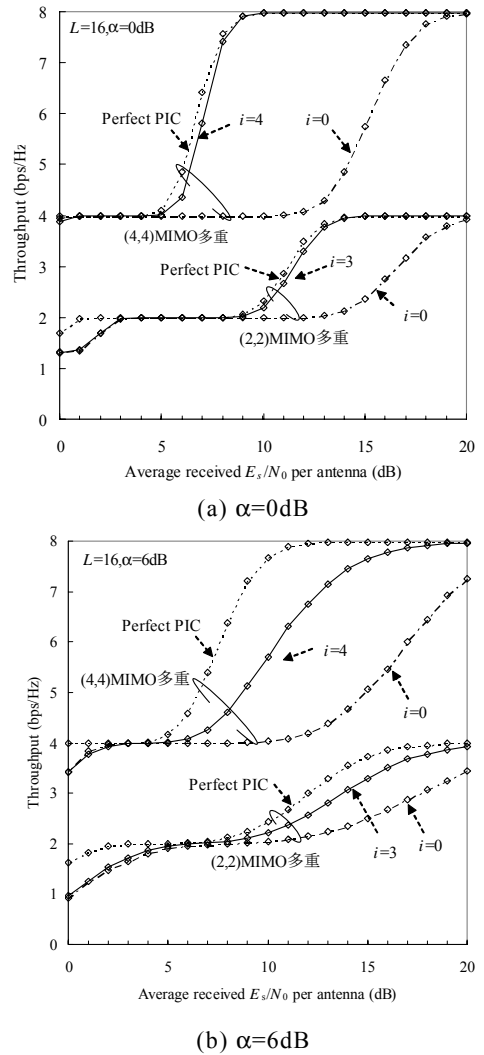 L=16,α=0dB
8
7
6
5
4
3
2
1
0
Throughput (bps/Hz)
Perfect PIC
i=4
i=0
(4,4)MIMO多重
Perfect PIC
i=3
i=0
(2,2)MIMO多重
0 5 10 15 20
Average received Es/N0 per antenna (dB)
(a) α=0dB
L=16,α=6dB
8
7
6
5
4
3
2
1
0
Throughput (bps/Hz)
Perfect PIC
i=4
(4,4)MIMO多重
i=0
Perfect PIC
(2,2)MIMO多重
i=3
i=0
0 5 10 15 20
Average received Es/N0 per antenna (dB)
(b) α=6dB